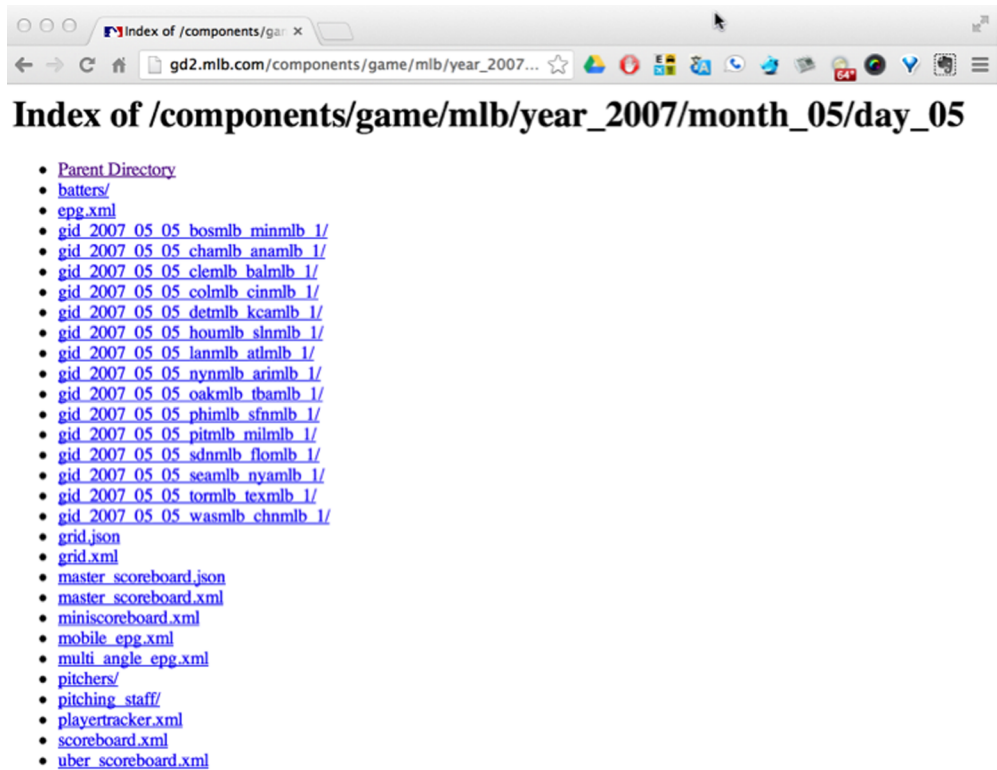 Index of /components/gar
gd2.mlb.com/components/game/mlb/year_2007...
64*
Index of /components/game/mlb/year_2007/month_05/day_05
Parent Directory
batters/
epg.xml
gid_2007_05_05_bosmlb_minmlb_1/
gid_2007_05_05_chamlb_anamlb_1/
gid_2007_05_05_clemlb_balmlb_1/
gid_2007_05_05_colmlb_cinmlb_1/
gid_2007_05_05_detmlb_kcamlb_1/
gid_2007_05_05_houmlb_slnmlb_1/
gid_2007_05_05_lanmlb_atlmlb_1/
gid_2007_05_05_nynmlb_arimlb_1/
gid_2007_05_05_oakmlb_tbamlb_1/
gid_2007_05_05_phimlb_sfnmlb_1/
gid_2007_05_05_pitmlb_milmlb_1/
gid_2007_05_05_sdnmlb_flomlb_1/
gid_2007_05_05_seamlb_nyamlb_1/
gid_2007_05_05_tormlb_texmlb_1/
gid_2007_05_05_wasmlb_chnmlb_1/
grid.json
grid.xml
master_scoreboard.json
master_scoreboard.xml
miniscoreboard.xml
mobile_epg.xml
multi_angle_epg.xml
pitchers/
pitching_staff/
playertracker.xml
scoreboard.xml
uber_scoreboard.xml